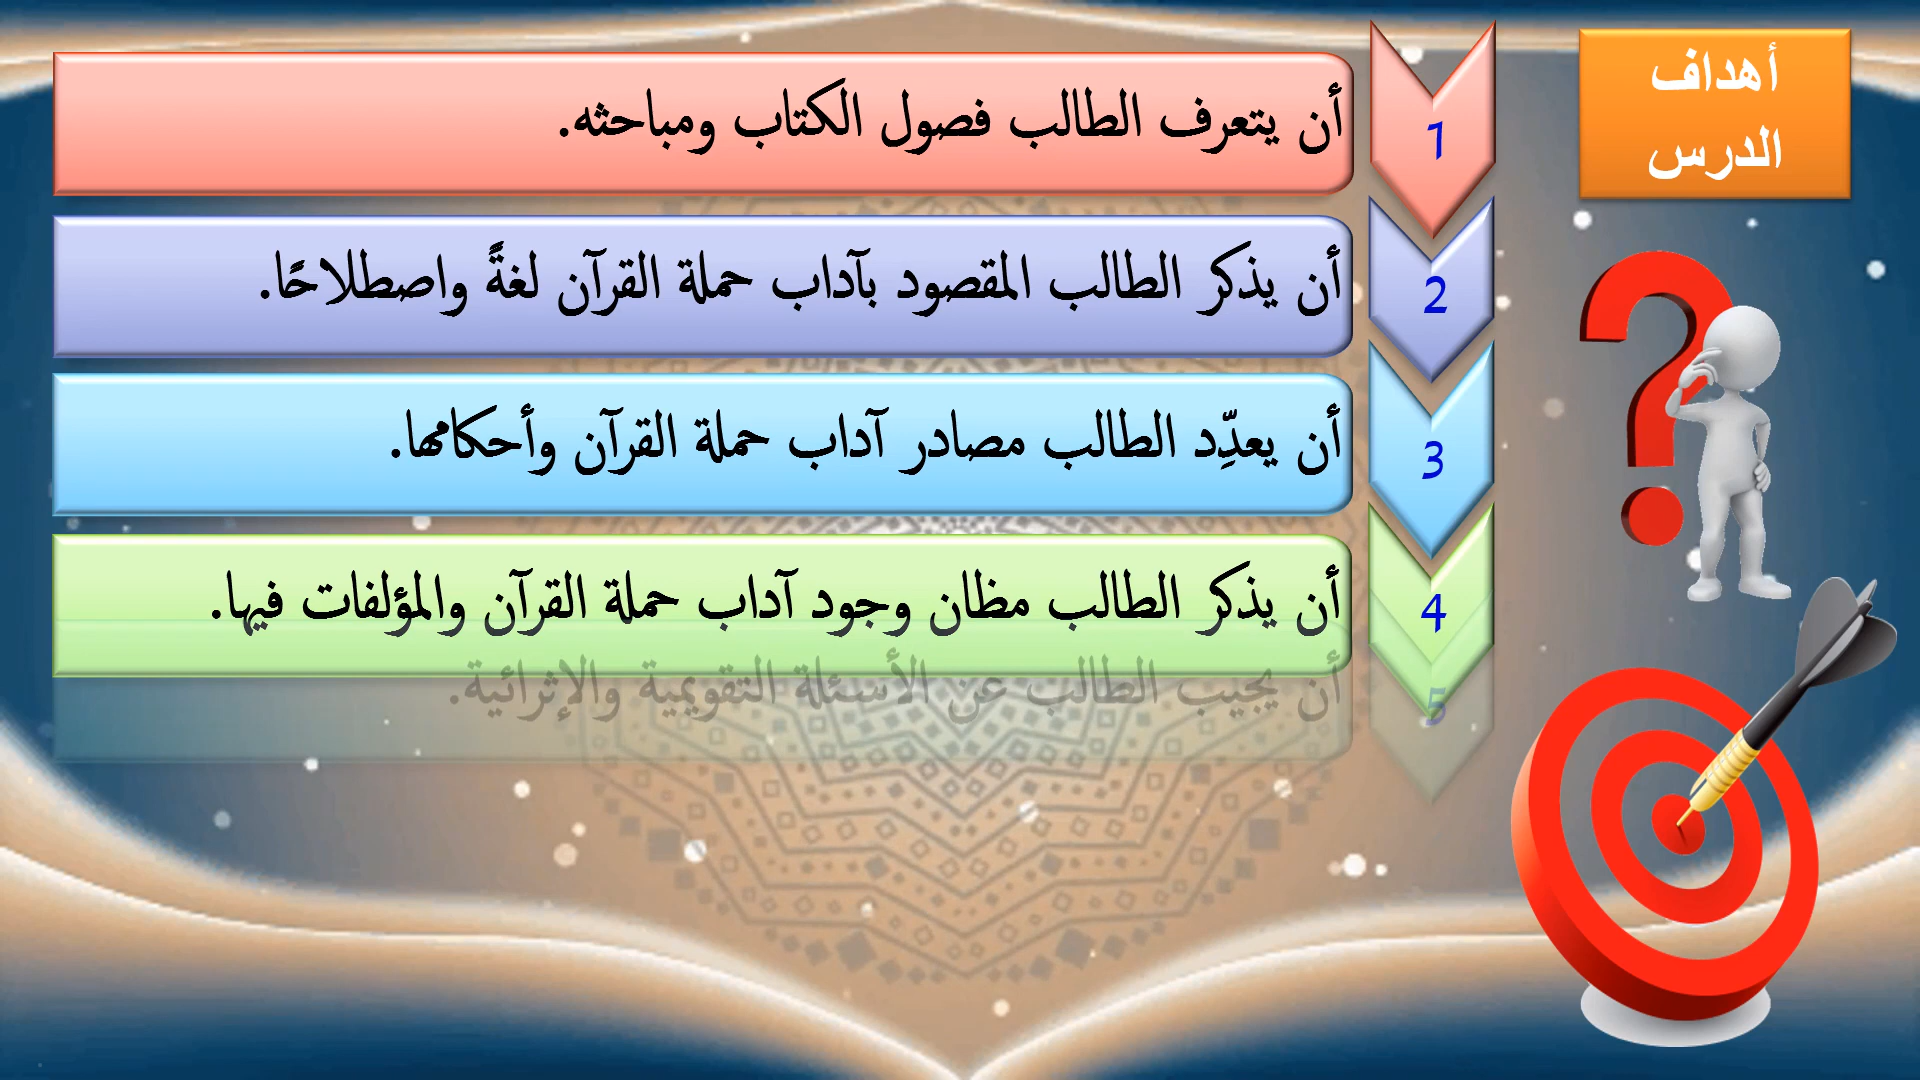 أهداف
الدرس
1 أن يتعرف الطالب فصول الكتاب ومباحثه.
2 أن يذكر الطالب المقصود بآداب حملة القرآن لغةً واصطلاحًا.
3 أن يعدِّد الطالب مصادر آداب حملة القرآن وأحكامها.
4 أن يذكر الطالب مظان وجود آداب حملة القرآن والمؤلفات فيها.
5 أن يجيب الطالب عن الأسئلة التقويمية والإثرائية.